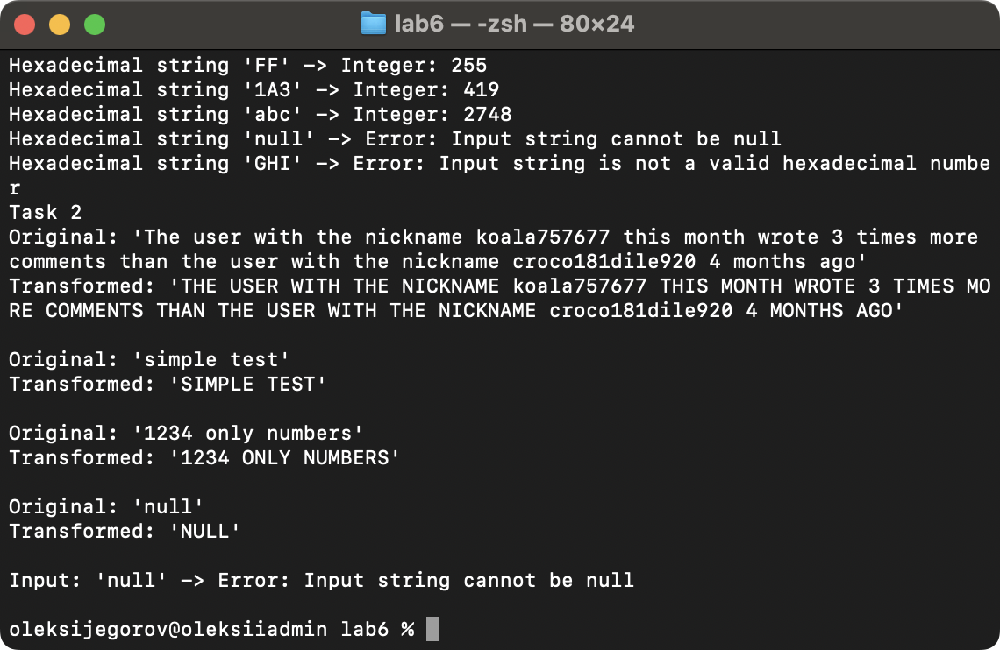 lab6 — -zsh — 80×24
Hexadecimal string 'FF' -> Integer: 255
Hexadecimal string '1A3' -> Integer: 419
Hexadecimal string 'abc' -> Integer: 2748
Hexadecimal string 'null' -> Error: Input string cannot be null
Hexadecimal string 'GHI' -> Error: Input string is not a valid hexadecimal numbe
r
Task 2
Original: 'The user with the nickname koala757677 this month wrote 3 times more
comments than the user with the nickname croco181dile920 4 months ago'
Transformed: 'THE USER WITH THE NICKNAME koala757677 THIS MONTH WROTE 3 TIMES MO
RE COMMENTS THAN THE USER WITH THE NICKNAME croco181dile920 4 MONTHS AGO'
Original: 'simple test'
Transformed: 'SIMPLE TEST'
Original: '1234 only numbers'
Transformed: '1234 ONLY NUMBERS'
Original: 'null'
Transformed: 'NULL'
Input: 'null' -> Error: Input string cannot be null
oleksijegorov@oleksiiadmin lab6 %